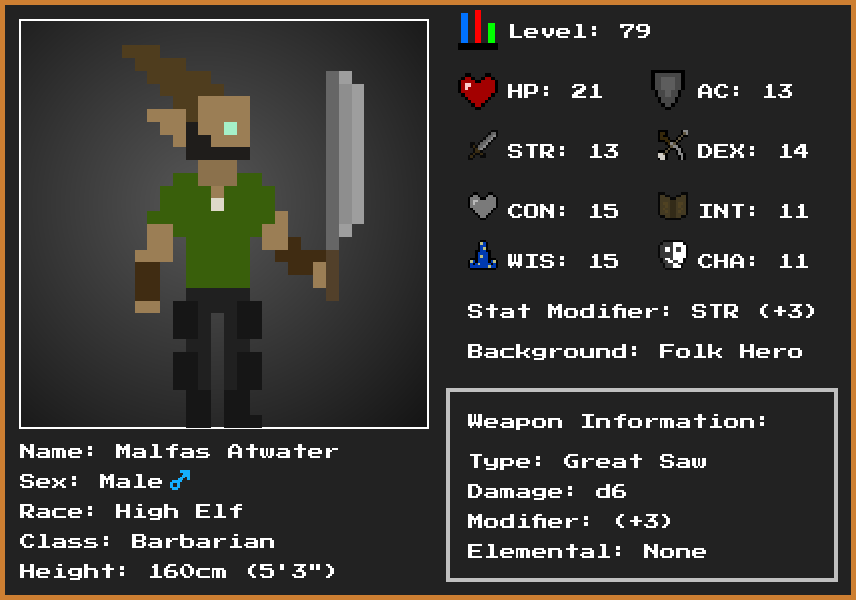 Level: 79
HP: 21
AC: 13
STR: 13
DEX: 14
CON: 15
INT: 11
WIS: 15
CHA: 11
Stat Modifier: STR (+3)
Background: Folk Hero
Weapon Information:
Type: Great Saw
Damage: d6
Modifier: (+3)
Elemental: None
Name: Malfas Atwater
Sex: Male♂
Race: High Elf
Class: Barbarian
Height: 160cm (5'3")